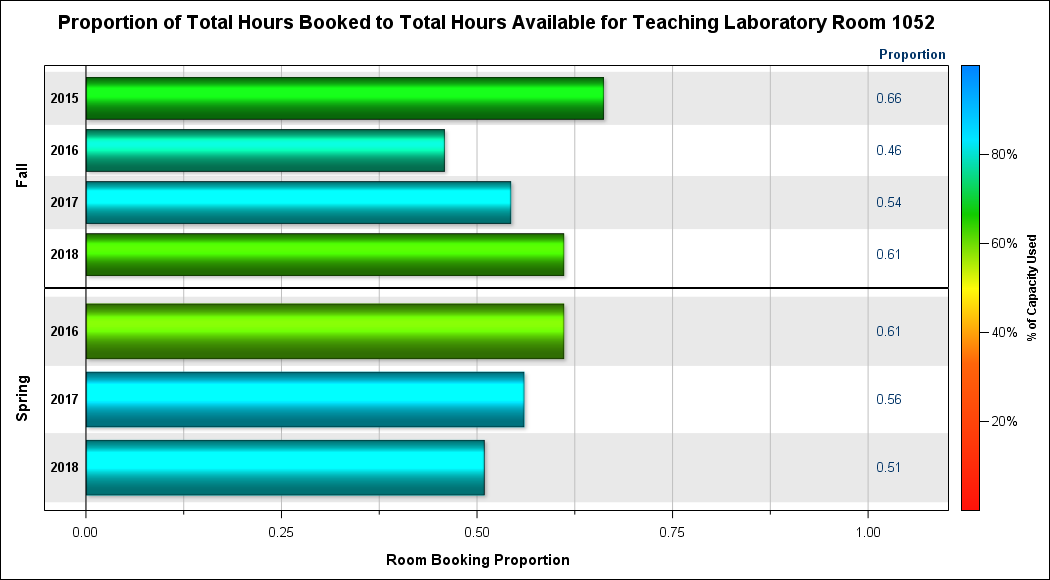 Proportion of Total Hours Booked to Total Hours Available for Teaching Laboratory Room 1052
Proportion
Fall
2015 0.66
2016 0.46
2017 0.54
2018 0.61
Spring
2016 0.61
2017 0.56
2018 0.51
0.00 0.25 0.50 0.75 1.00
Room Booking Proportion
80%
60%
40%
20%
% of Capacity Used